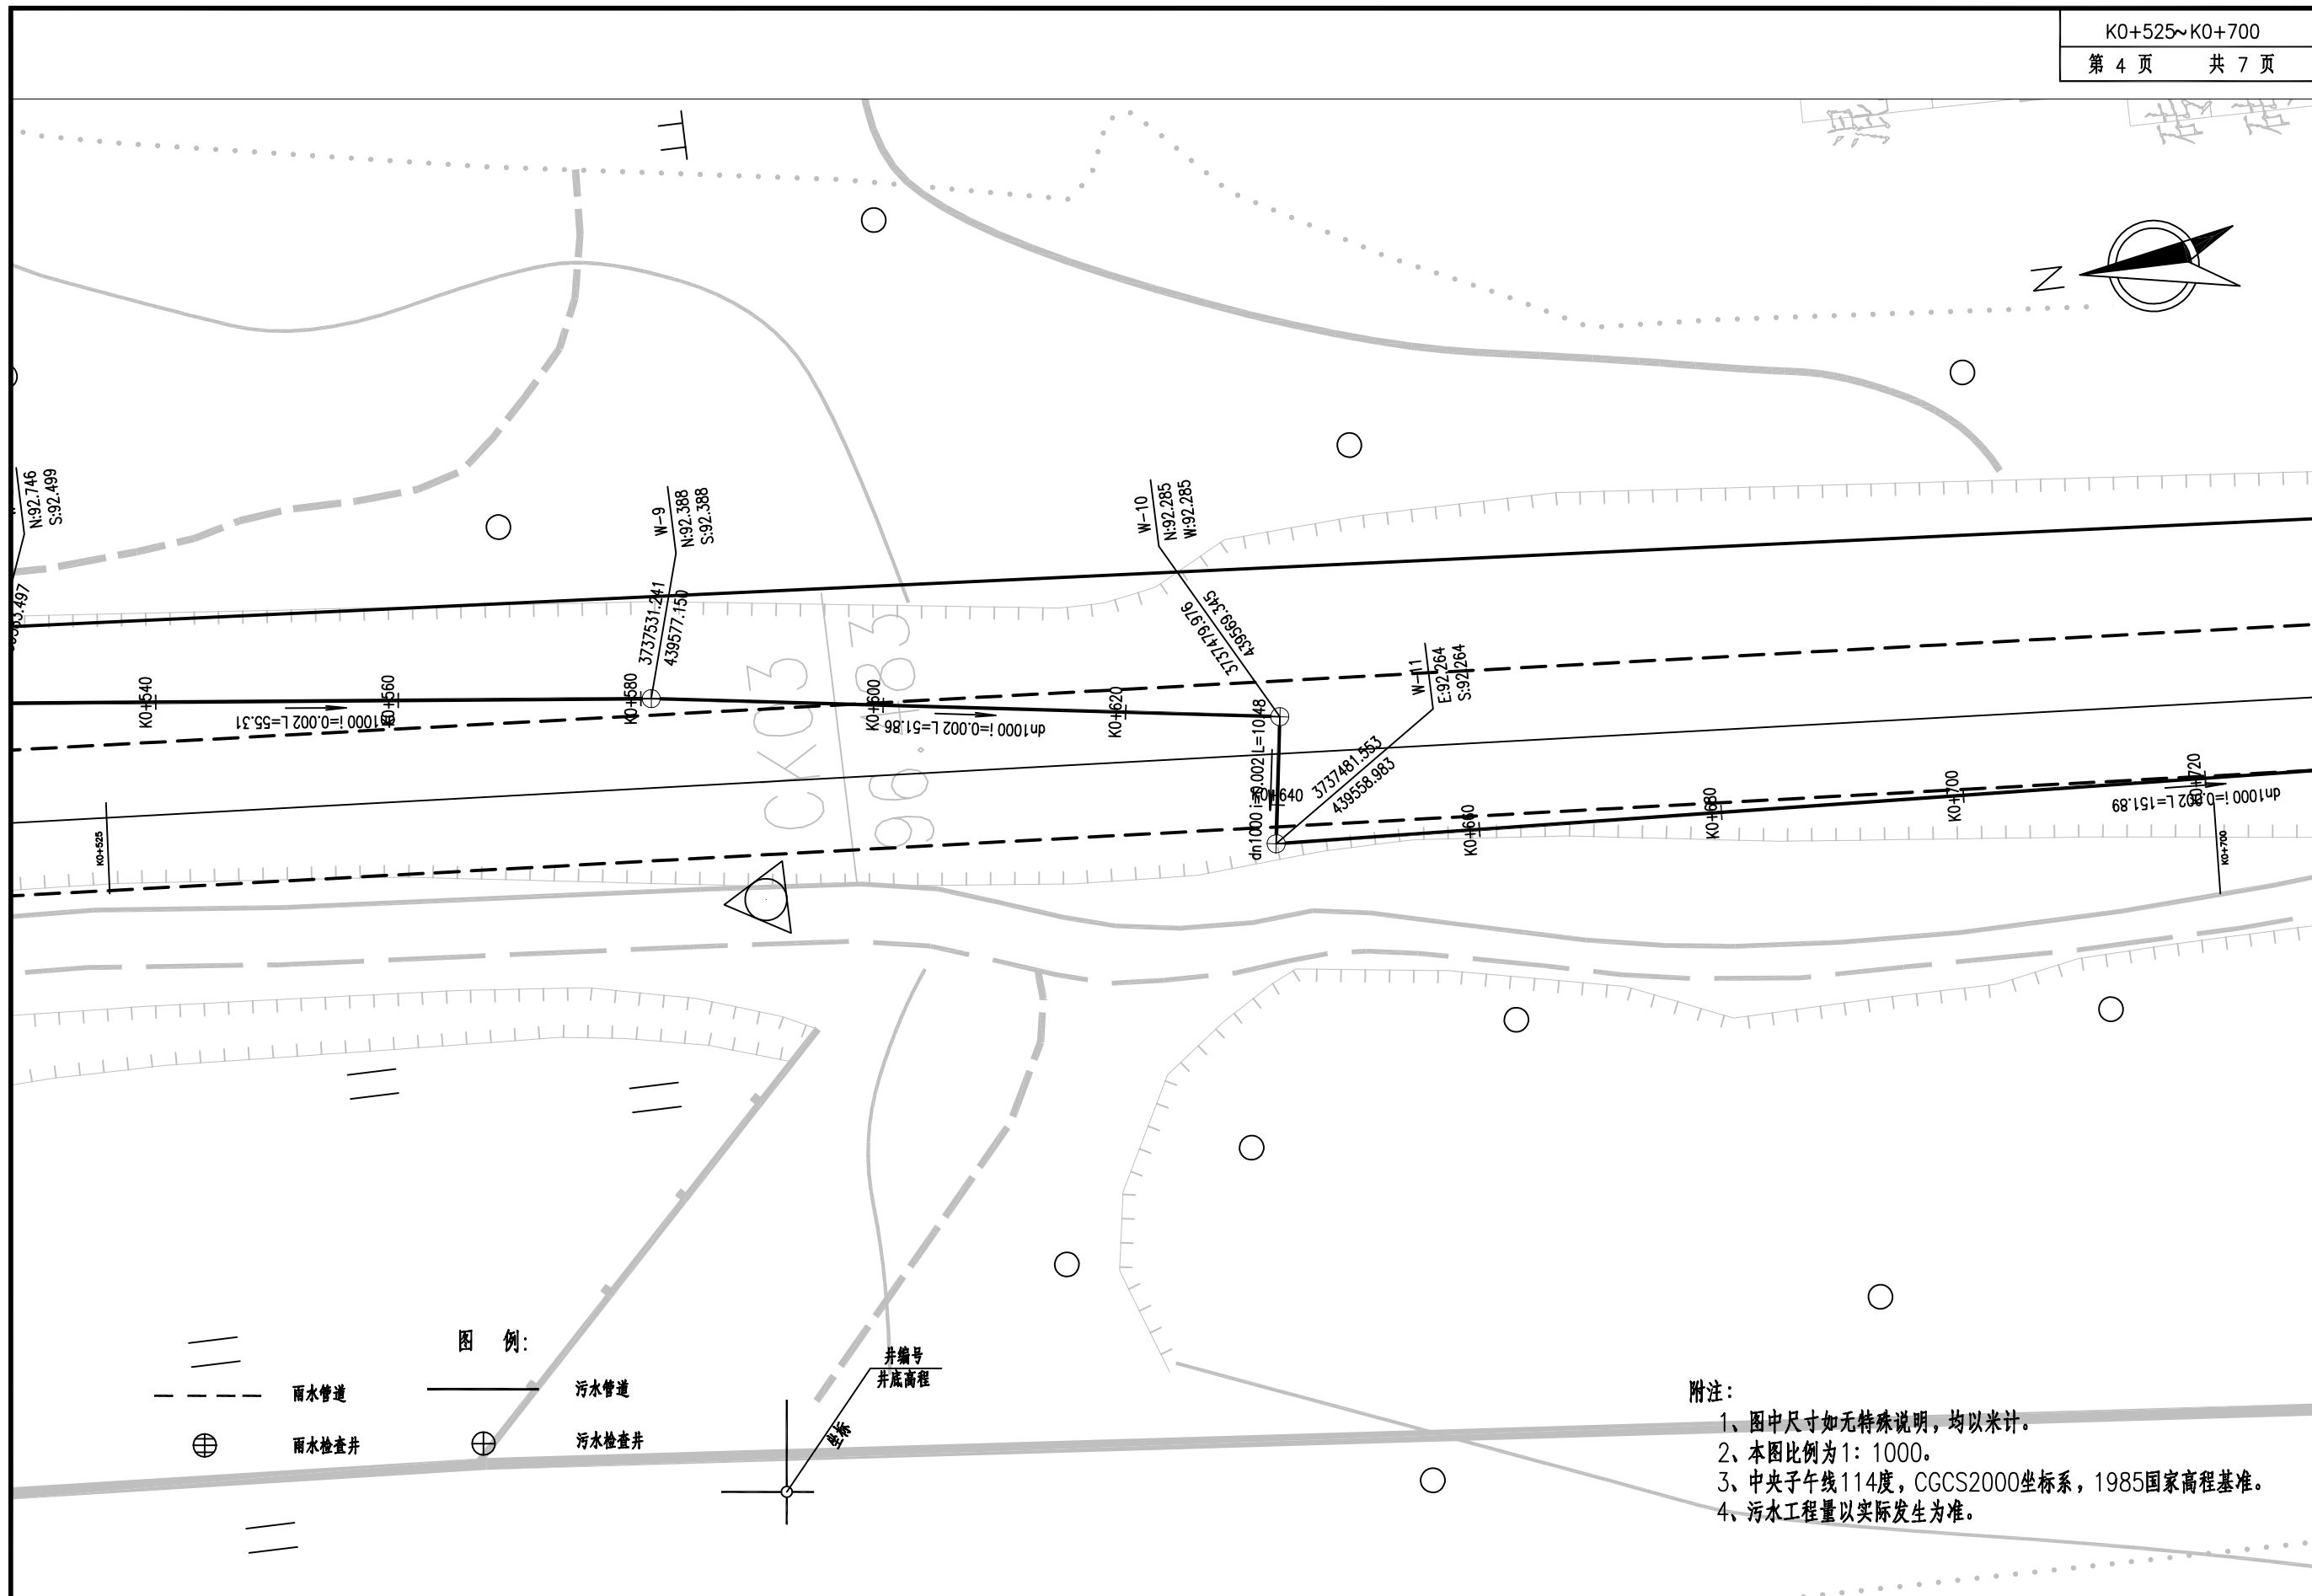 K0+525~K0+700
第 4 页 共 7 页
N
N:92.746
S:92.499
W-9
N:92.388
S:92.388
3737531.241
439577.150
W-10
N:92.285
W:92.285
3737479.976
439569.345
W-11
E:92.264
S:92.264
3737481.553
439558.983
K0+540
K0+560
K0+580
K0+600
K0+620
K0+640
K0+660
K0+680
K0+700
K0+720
dn1000 i=0.002 L=55.31
dn1000 i=0.002 L=51.86
dn1000 i=0.002 L=10.48
dn1000 i=0.002 L=151.89
CK03
K0+525
K0+700
图 例:
雨水管道
污水管道
雨水检查井
污水检查井
井编号
井底高程
坐标
附注:
1、图中尺寸如无特殊说明,均以米计。
2、本图比例为1: 1000。
3、中央子午线114度, CGCS2000坐标系, 1985国家高程基准。
4、污水工程量以实际发生为准。